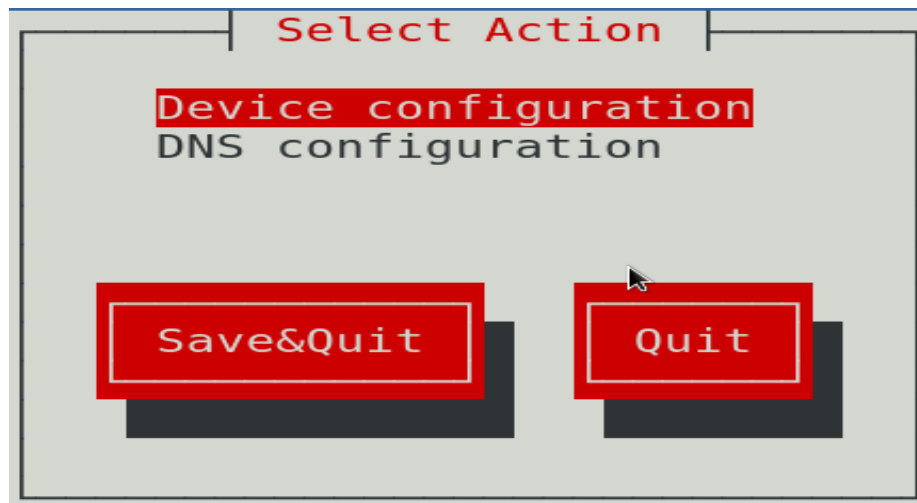 Select Action
Device configuration
DNS configuration
Save&Quit
Quit